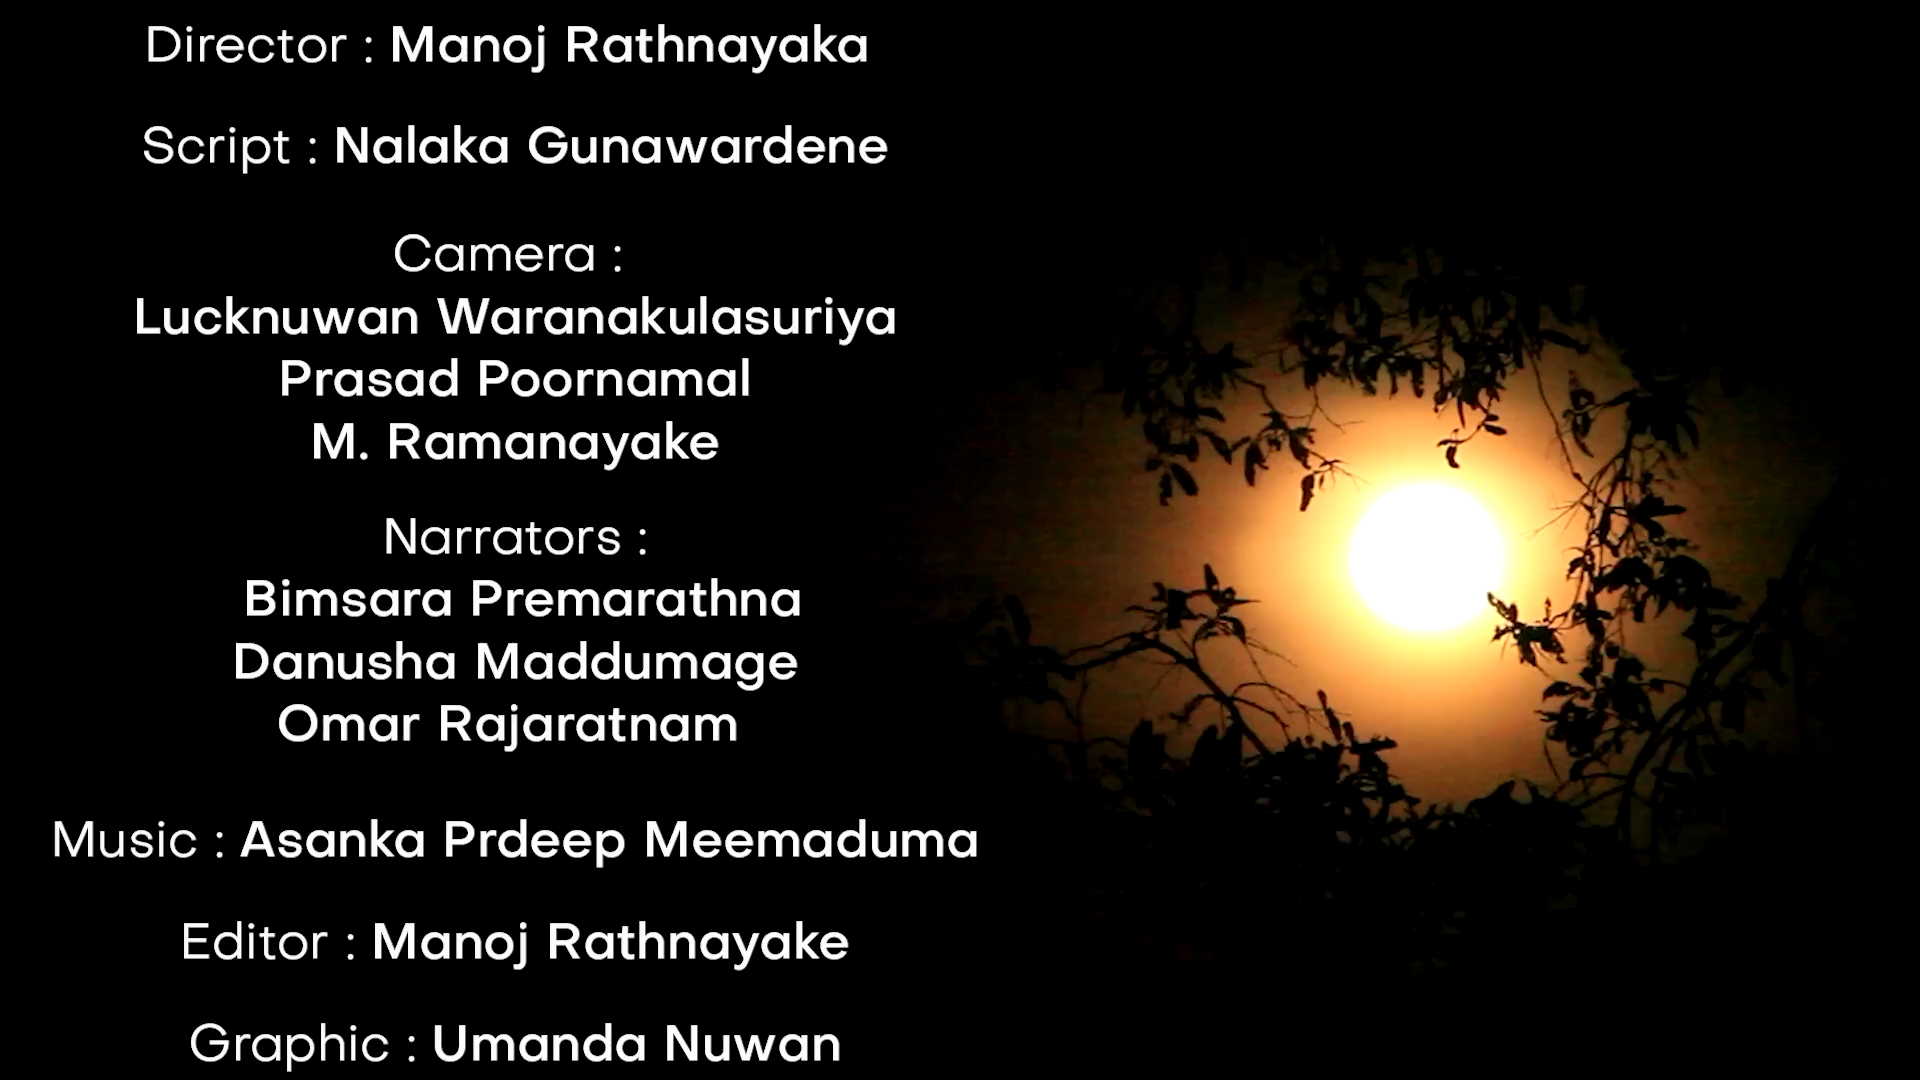 Director : Manoj Rathnayaka
Script : Nalaka Gunawardene
Camera :
Lucknuwan Waranakulasuriya
Prasad Poornamal
M. Ramanayake
Narrators :
Bimsara Premarathna
Danusha Maddumage
Omar Rajaratnam
Music : Asanka Prdeep Meemaduma
Editor : Manoj Rathnayake
Graphic : Umanda Nuwan